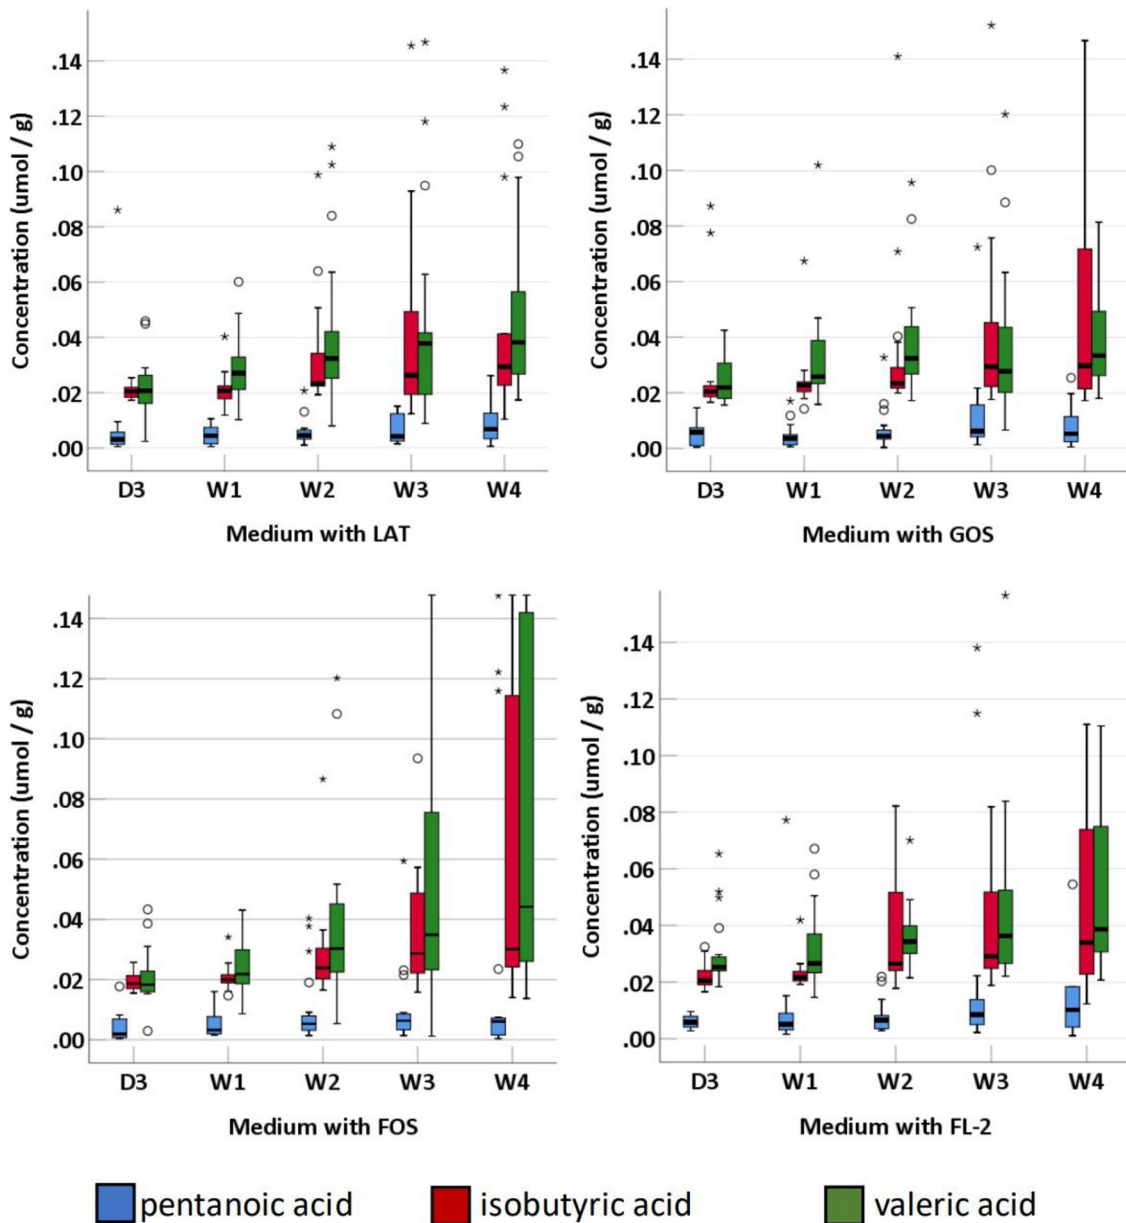 Concentration (umol / g)
.14
.12
.10
.08
.06
.04
.02
.00
D3 W1 W2 W3 W4
Medium with LAT
Concentration (umol / g)
.14
.12
.10
.08
.06
.04
.02
.00
D3 W1 W2 W3 W4
Medium with GOS
Concentration (umol / g)
.14
.12
.10
.08
.06
.04
.02
.00
D3 W1 W2 W3 W4
Medium with FOS
Concentration (umol / g)
.14
.12
.10
.08
.06
.04
.02
.00
D3 W1 W2 W3 W4
Medium with FL-2
pentanoic acid isobutyric acid valeric acid